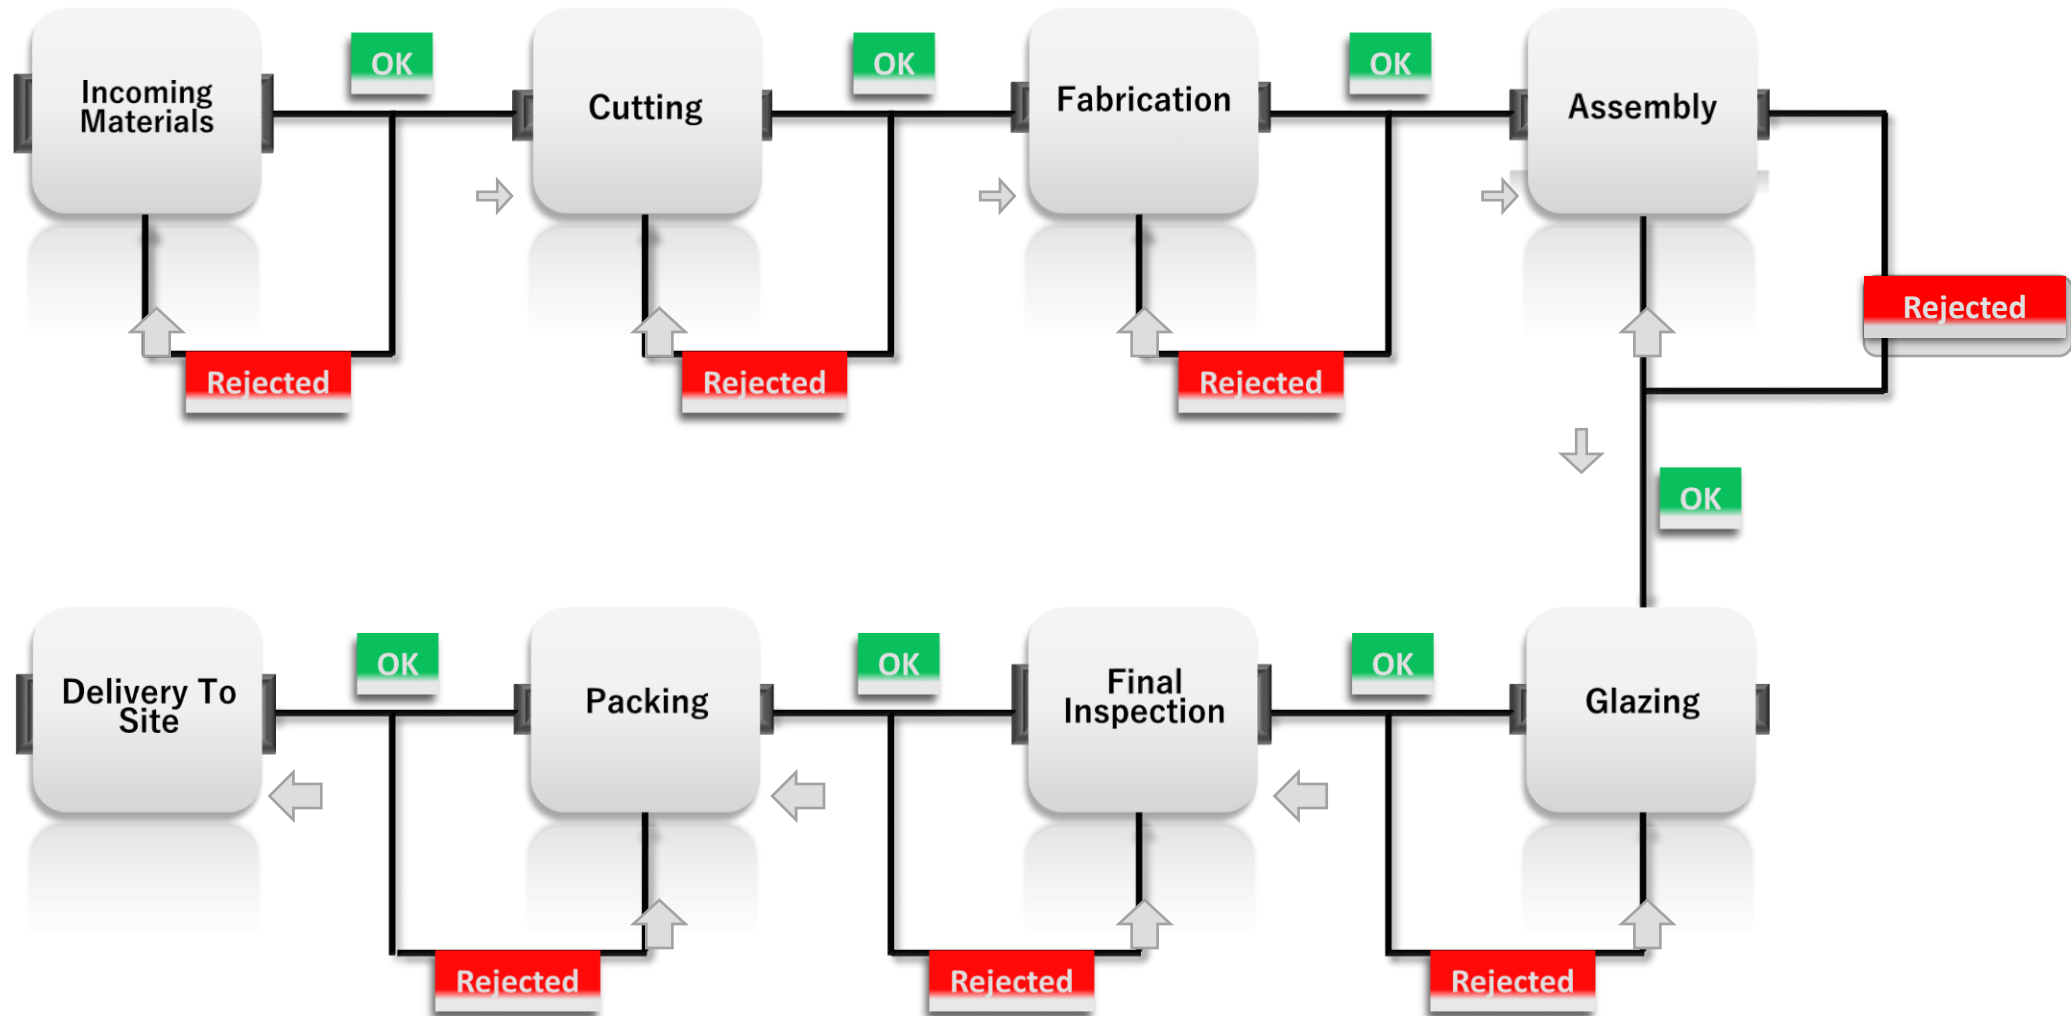 OK
OK
OK
Incoming
Materials
Cutting
Fabrication
Assembly
Rejected
Rejected
Rejected
Rejected
OK
OK
OK
OK
Delivery To
Site
Packing
Final
Inspection
Glazing
Rejected
Rejected
Rejected